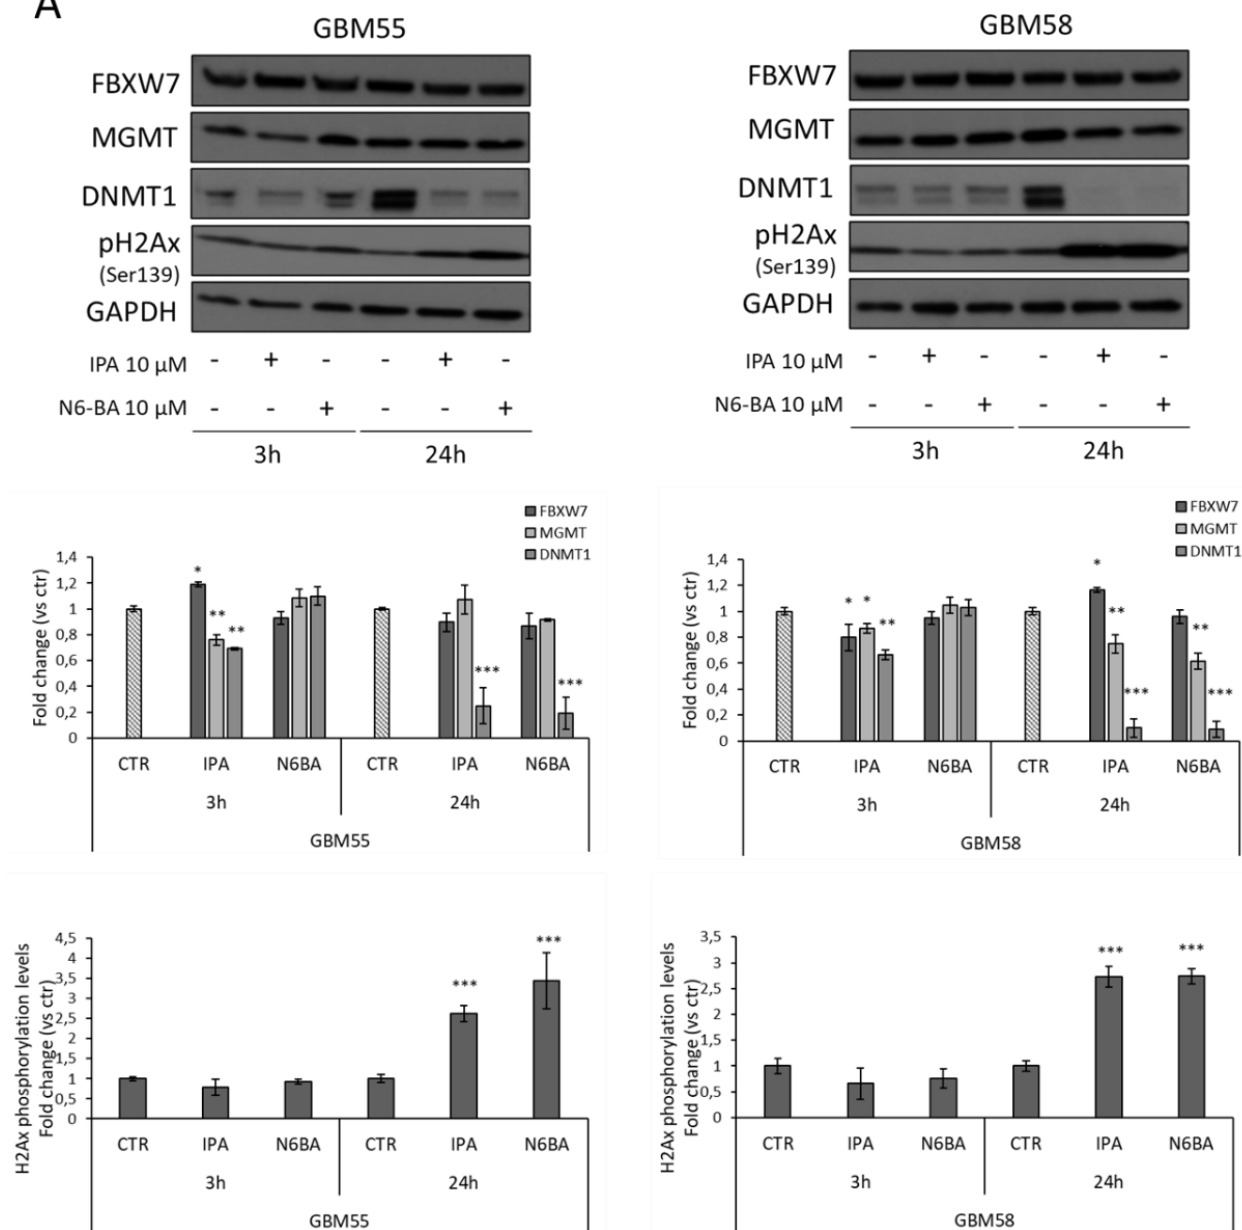 A
GBM55
FBXW7
MGMT
DNMT1
pH2Ax
(Ser139)
GAPDH
IPA 10 µM - + - - + -
N6-BA 10 µM - - + - - +
3h 24h
GBM58
FBXW7
MGMT
DNMT1
pH2Ax
(Ser139)
GAPDH
IPA 10 µM - + - - + -
N6-BA 10 µM - - + - - +
3h 24h
FBXW7
MGMT
DNMT1
Fold change (vs ctr)
1,4
1,2
1
0,8
0,6
0,4
0,2
0
*
**
**
***
***
CTR IPA N6BA CTR IPA N6BA
3h 24h
GBM55
FBXW7
MGMT
DNMT1
Fold change (vs ctr)
1,4
1,2
1
0,8
0,6
0,4
0,2
0
* * **
*
**
***
**
***
CTR IPA N6BA CTR IPA N6BA
3h 24h
GBM58
H2Ax phosphorylation levels
Fold change (vs ctr)
4,5
4
3,5
3
2,5
2
1,5
1
0,5
0
***
***
CTR IPA N6BA CTR IPA N6BA
3h 24h
GBM55
H2Ax phosphorylation levels
Fold change (vs ctr)
3,5
3
2,5
2
1,5
1
0,5
0
*** ***
CTR IPA N6BA CTR IPA N6BA
3h 24h
GBM58